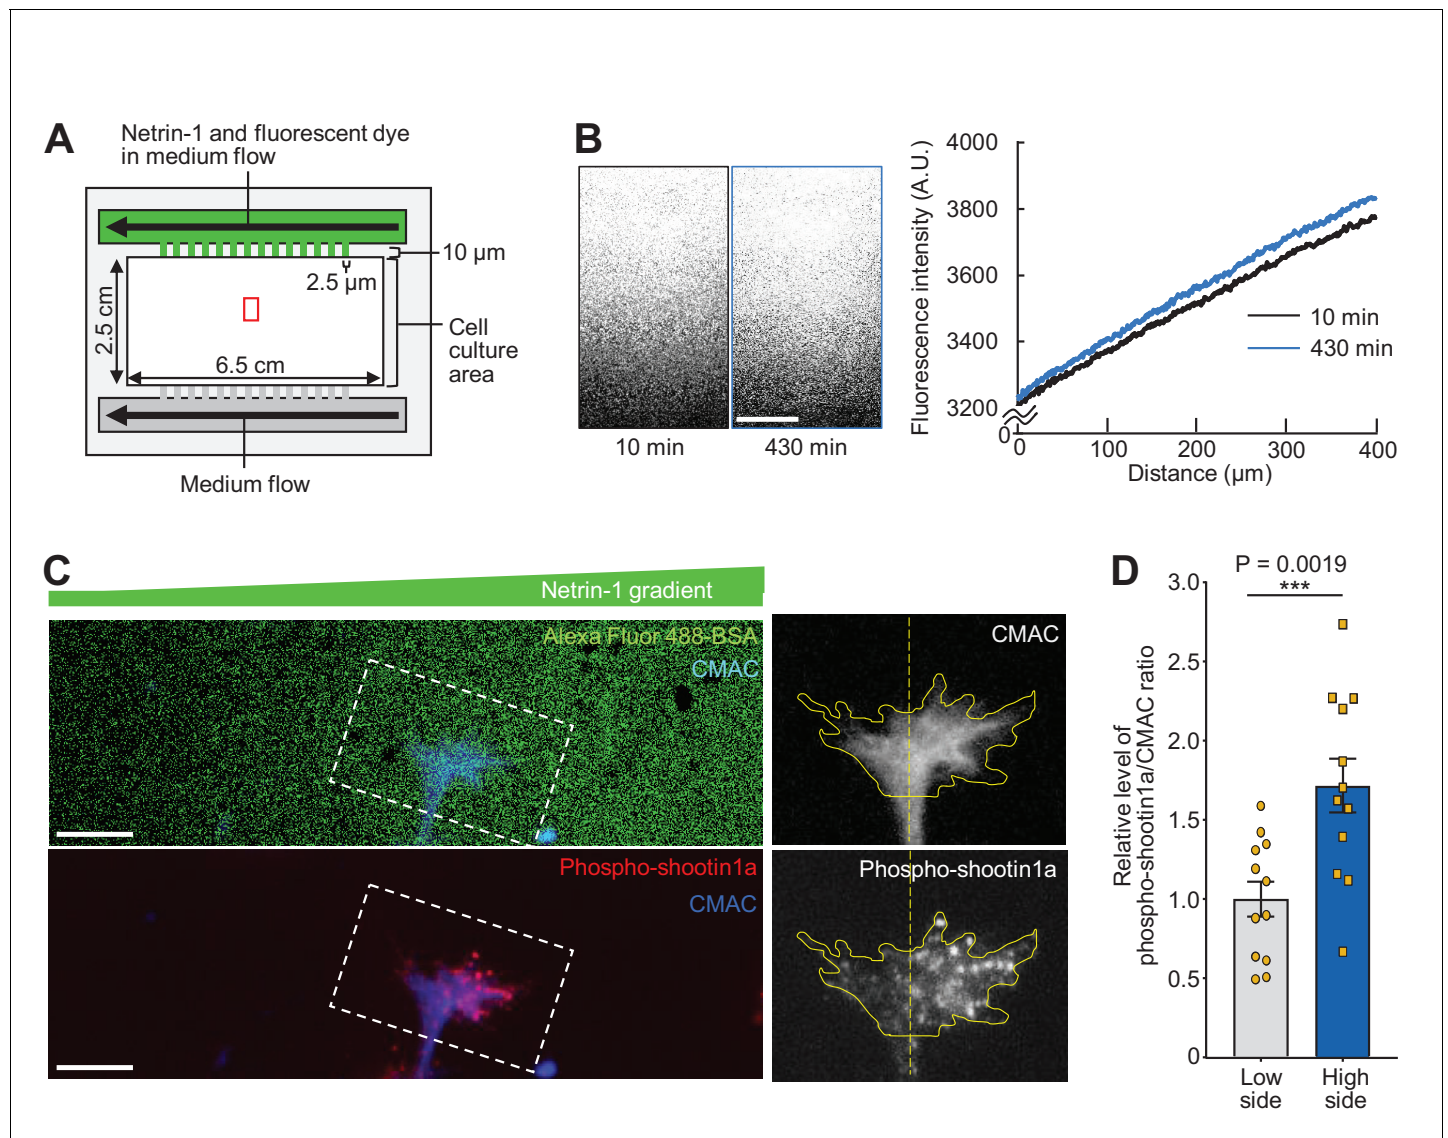 A
Netrin-1 and fluorescent dye
in medium flow
10 µm
2.5 µm
2.5 cm
6.5 cm
Cell
culture
area
Medium flow
B
10 min
430 min
Fluorescence intensity (A.U.)
4000
3800
3600
3400
3200
0
0
100
200
300
400
Distance (µm)
10 min
430 min
C
Netrin-1 gradient
Alexa Fluor 488-BSA
CMAC
Phospho-shootin1a
CMAC
CMAC
Phospho-shootin1a
D
P = 0.0019
***
Relative level of
phospho-shootin1a/CMAC ratio
3.0
2.5
2.0
1.5
1.0
0.5
0
Low
side
High
side